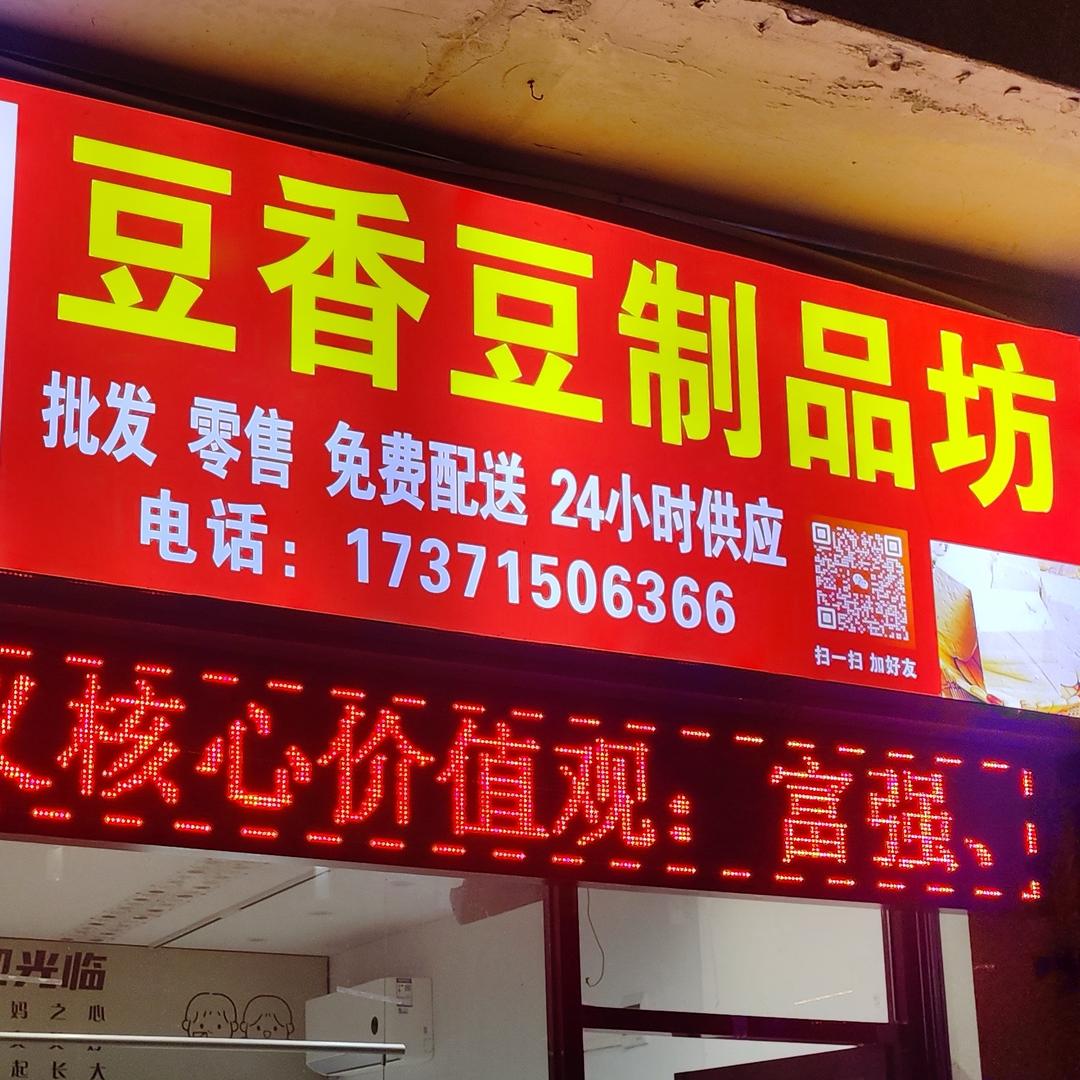 豆香豆制品坊
批发 零售 免费配送 24小时供应
电话：17371506366
扫一扫 加好友
义核心价值观：富强、
光临
妈之心
起长大